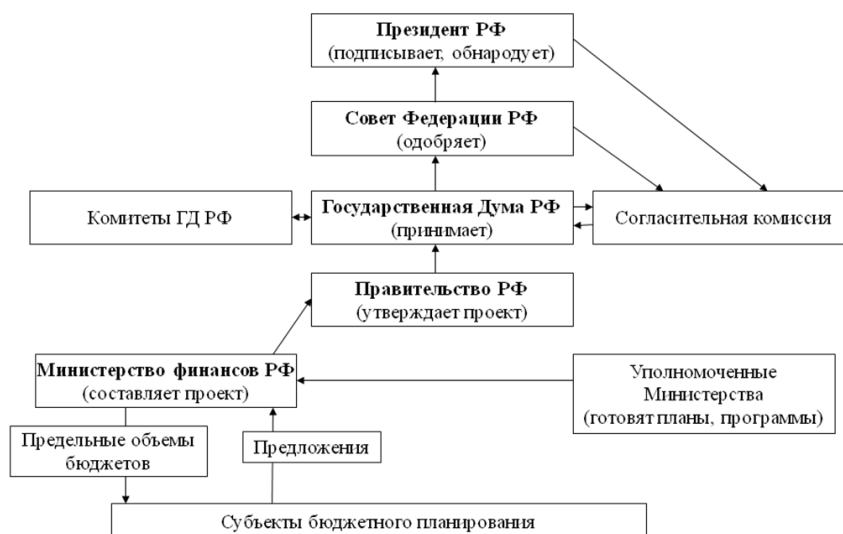 Президент РФ
(подписывает, обнародует)
Совет Федерации РФ
(одобряет)
Комитеты ГД РФ
Государственная Дума РФ
(принимает)
Согласительная комиссия
Правительство РФ
(утверждает проект)
Министерство финансов РФ
(составляет проект)
Уполномоченные
Министерства
(готовят планы, программы)
Предельные объемы
бюджетов
Предложения
Субъекты бюджетного планирования